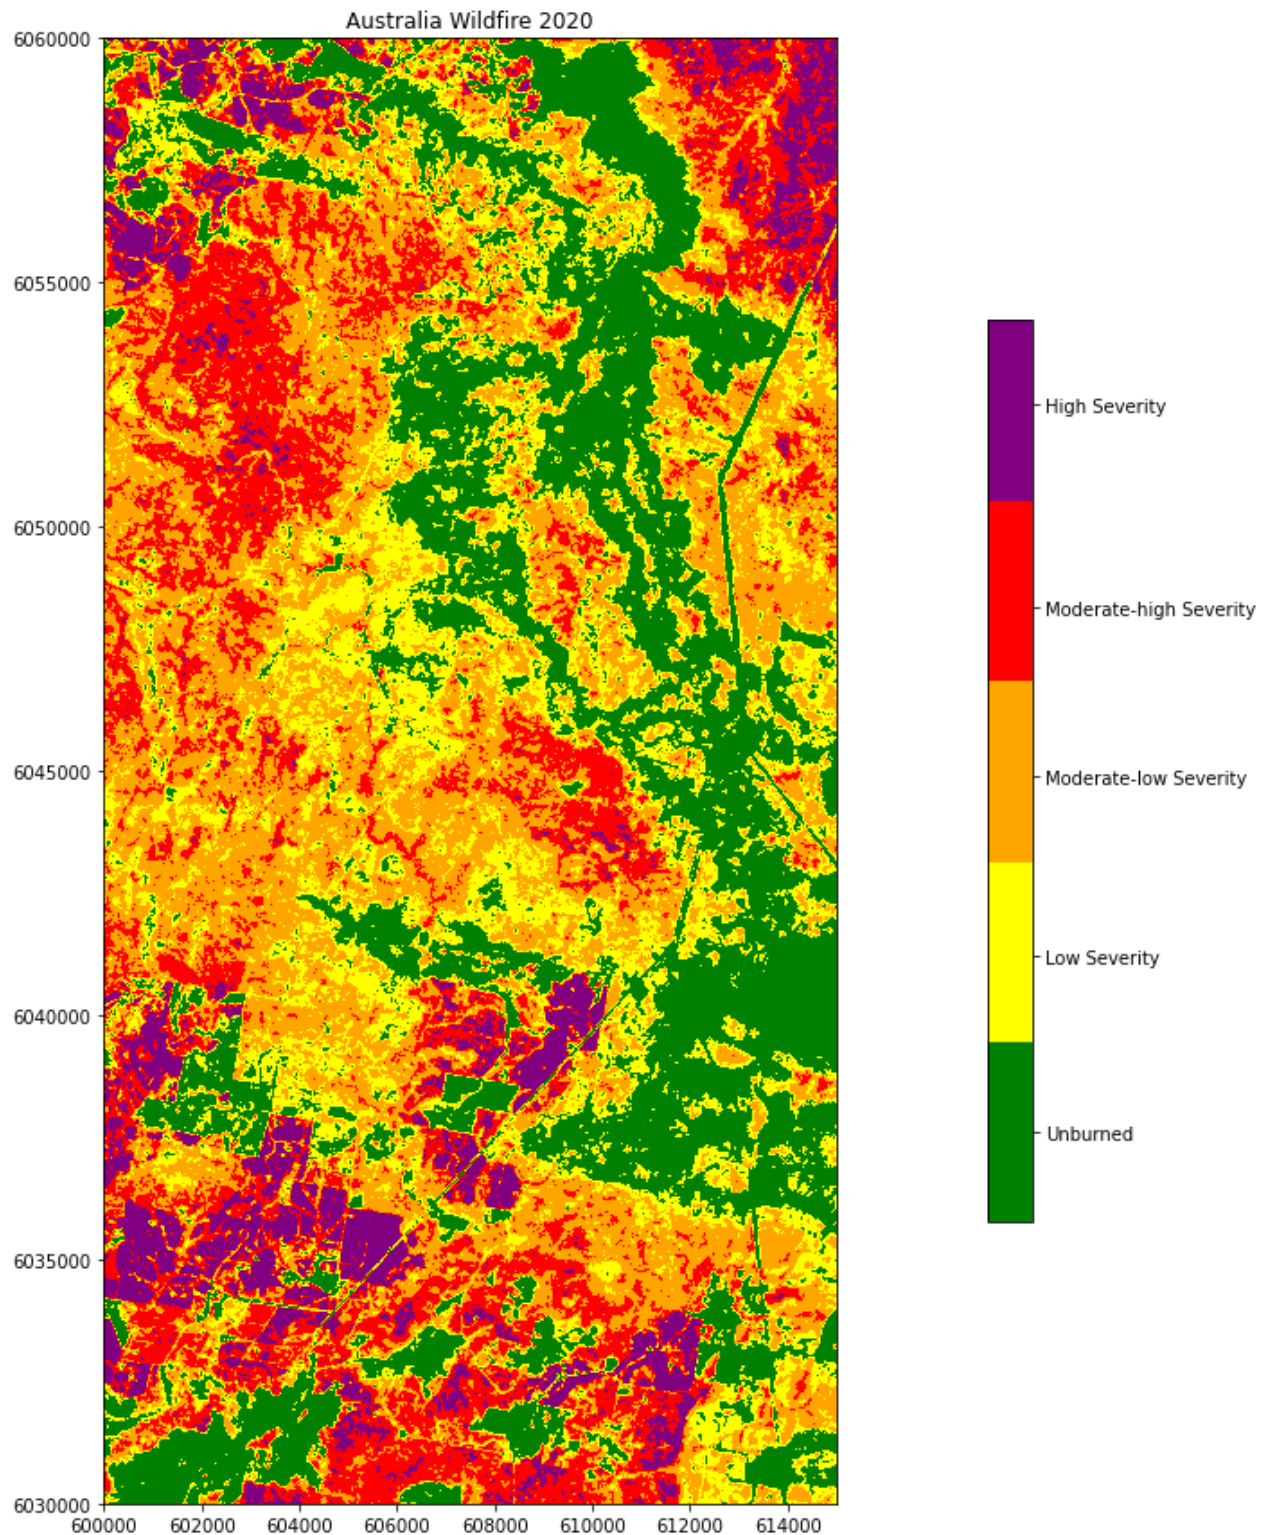 Australia Wildfire 2020
6060000
6055000
6050000
6045000
6040000
6035000
6030000
600000 602000 604000 606000 608000 610000 612000 614000
High Severity
Moderate-high Severity
Moderate-low Severity
Low Severity
Unburned